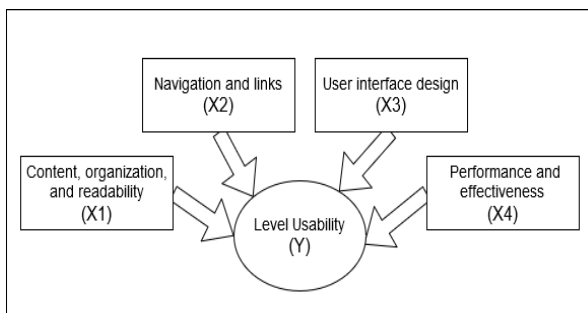 Navigation and links
(X2)
User interface design
(X3)
Content, organization,
and readability
(X1)
Performance and
effectiveness
(X4)
Level Usability
(Y)